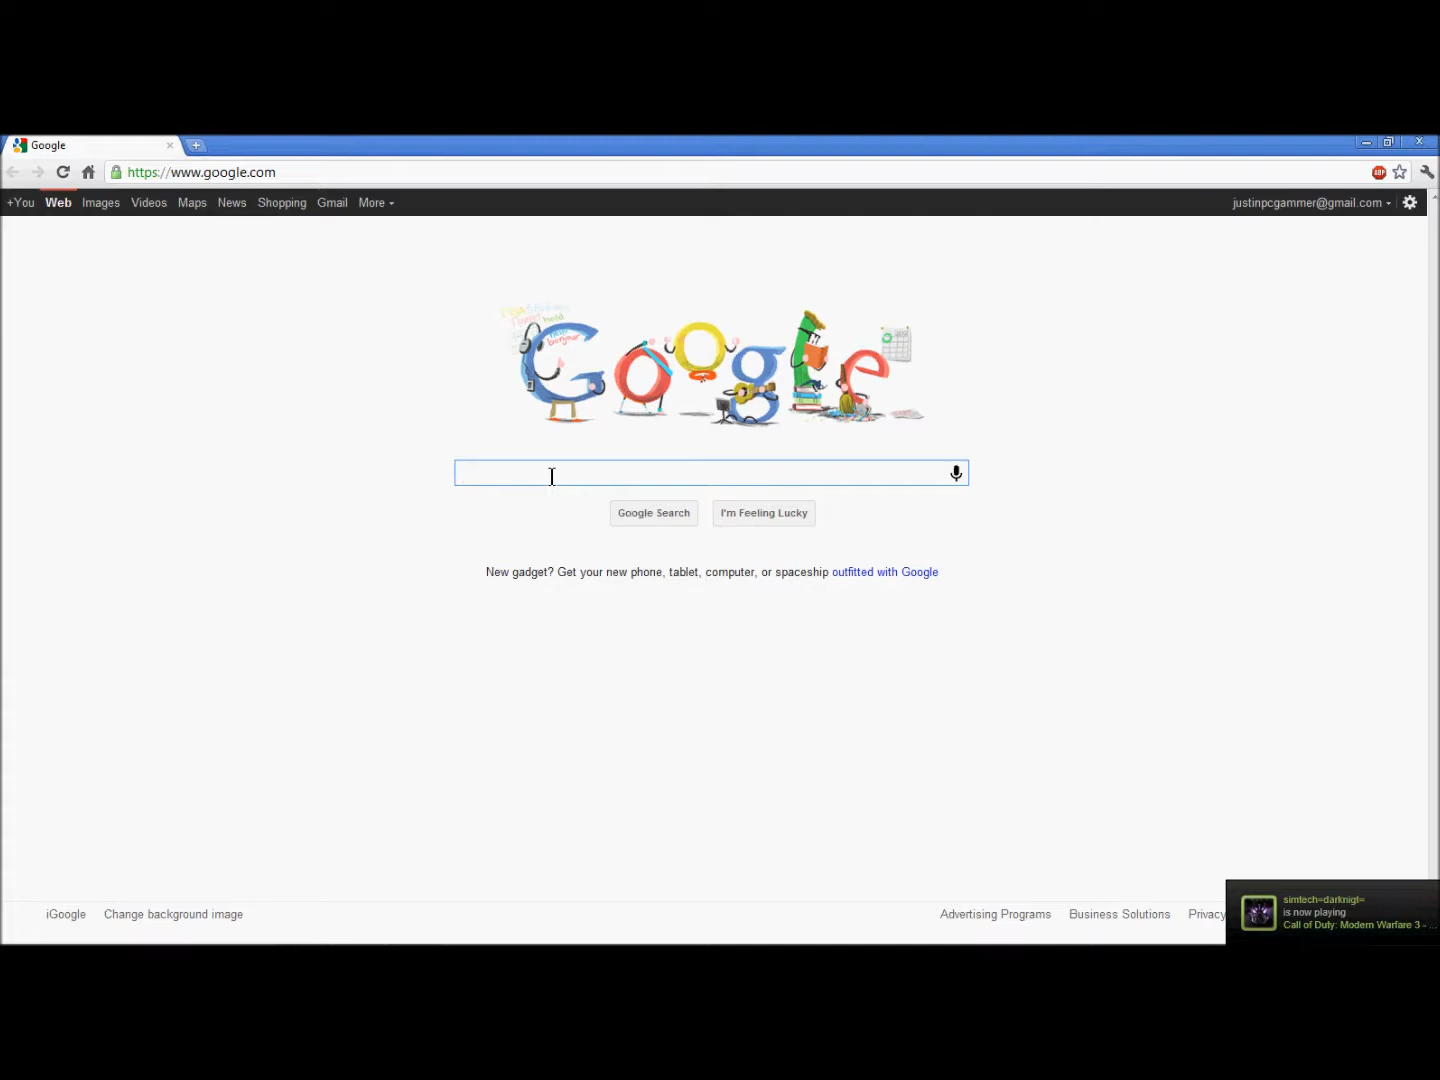 Google
https://www.google.com
+You Web Images Videos Maps News Shopping Gmail More
justinpcgammer@gmail.com
Google
Google Search
I'm Feeling Lucky
New gadget? Get your new phone, tablet, computer, or spaceship outfitted with Google
iGoogle
Change background image
Advertising Programs
Business Solutions
Privacy
simtech=darknigt=
is now playing
Call of Duty: Modern Warfare 3 - ...